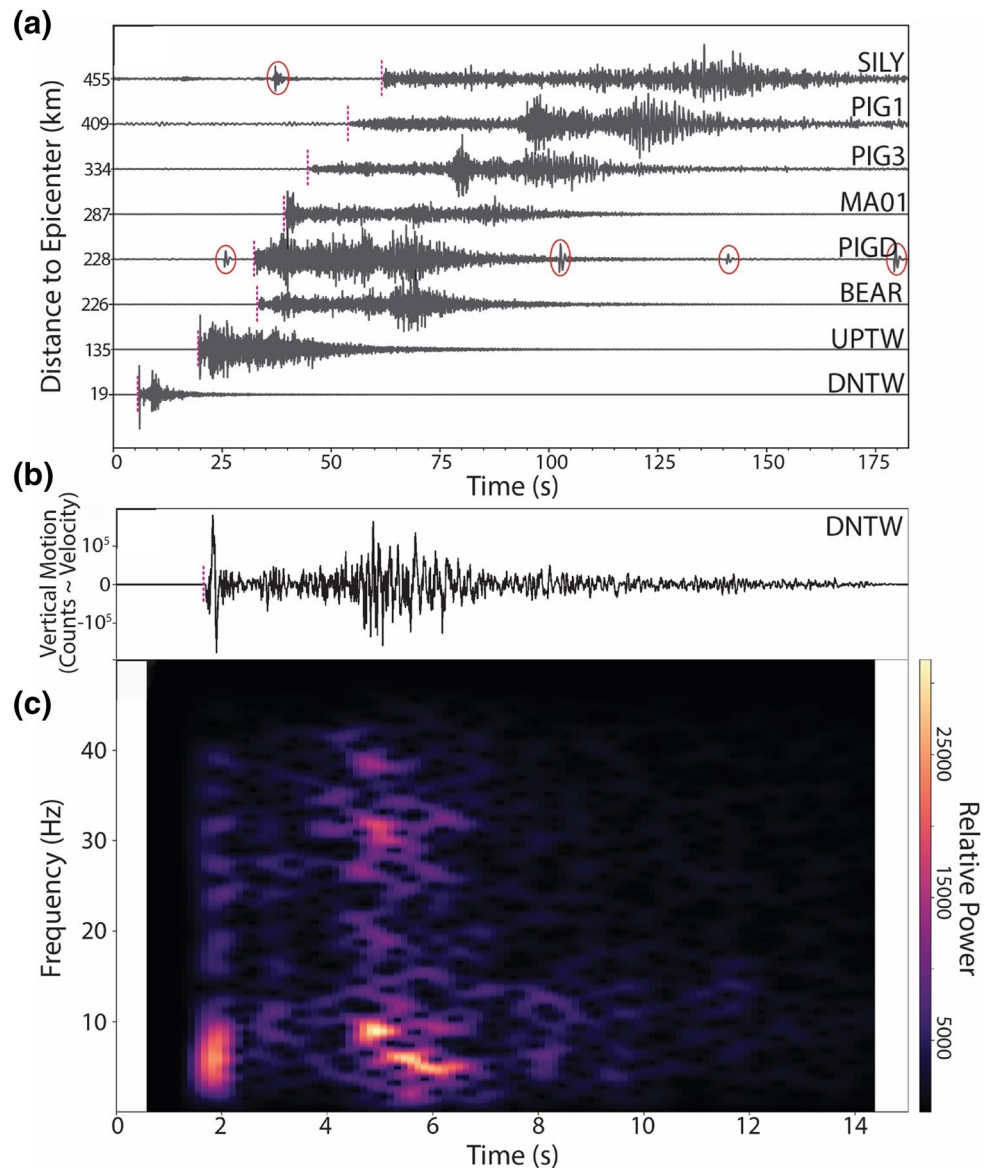 (a)
Distance to Epicenter (km)
455
SILY
409
PIG1
334
PIG3
287
MA01
228
PIGD
226
BEAR
135
UPTW
19
DNTW
0 25 50 75 100 125 150 175
Time (s)
(b)
Vertical Motion
(Counts ~ Velocity)
10⁵
0
-10⁵
DNTW
(c)
Frequency (Hz)
40
30
20
10
0 2 4 6 8 10 12 14
Time (s)
25000
15000
5000
Relative Power